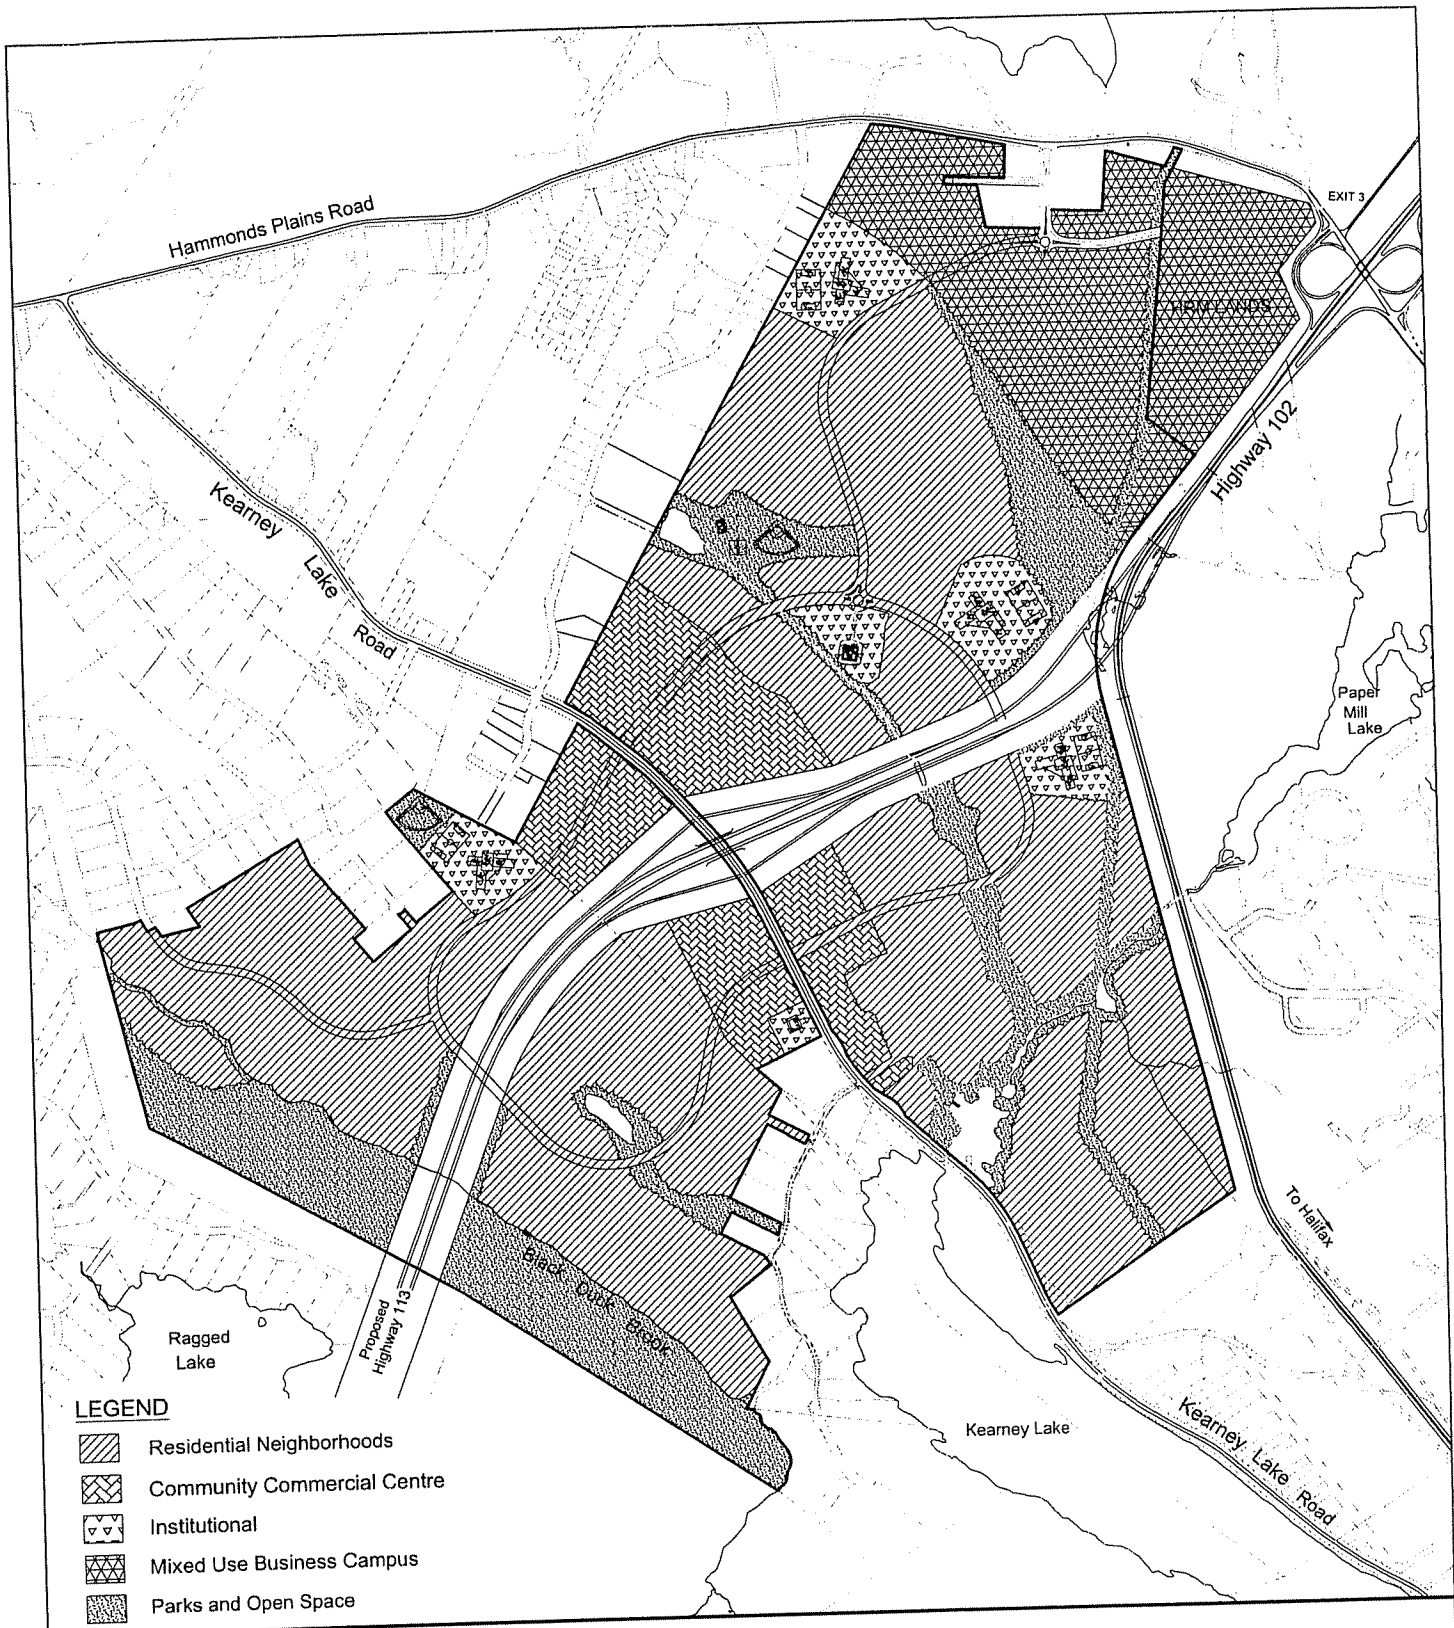 EXIT 3
Hammonds Plains Road
HRM LANDS
Highway 102
Kearney
Lake
Road
Paper
Mill
Lake
To Halifax
Black Duck Brook
Proposed
Highway 113
Ragged
Lake
Kearney Lake
Kearney Lake Road
LEGEND
Residential Neighborhoods
Community Commercial Centre
Institutional
Mixed Use Business Campus
Parks and Open Space